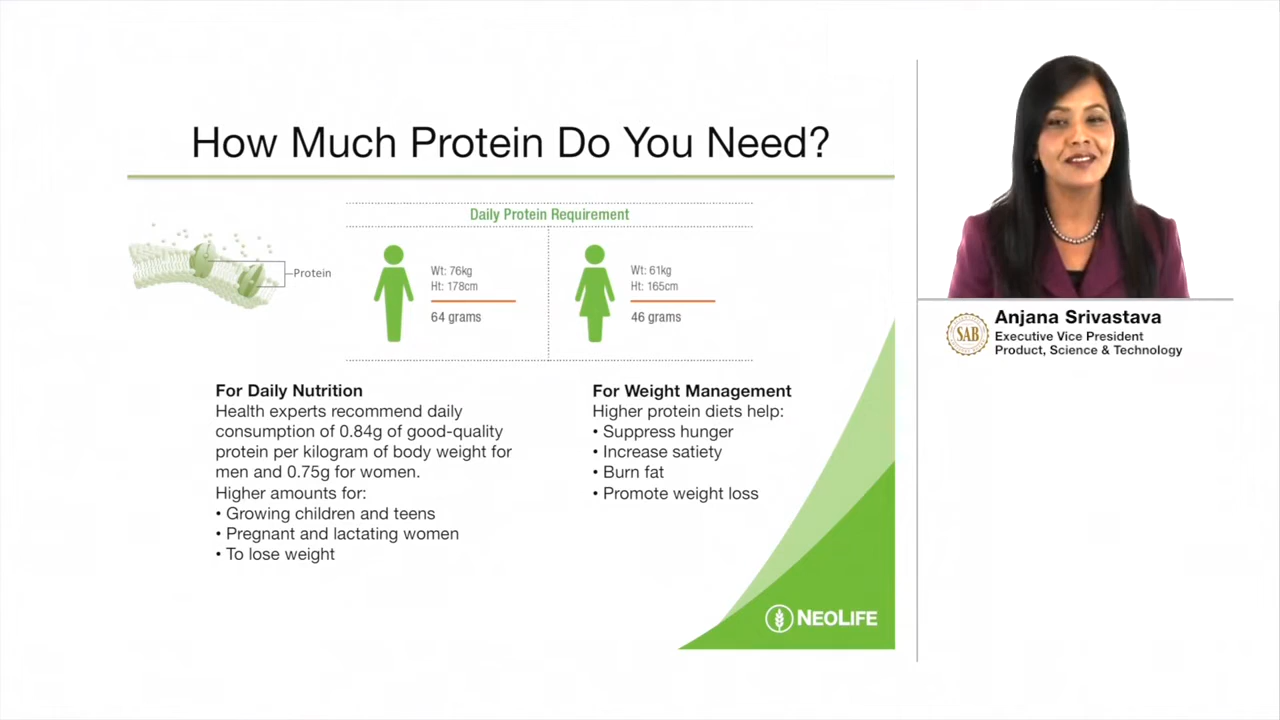 How Much Protein Do You Need?
Daily Protein Requirement
Protein
Wt: 76kg
Ht: 178cm
64 grams
Wt: 61kg
Ht: 165cm
46 grams
For Daily Nutrition
Health experts recommend daily
consumption of 0.84g of good-quality
protein per kilogram of body weight for
men and 0.75g for women.
Higher amounts for:
• Growing children and teens
• Pregnant and lactating women
• To lose weight
For Weight Management
Higher protein diets help:
• Suppress hunger
• Increase satiety
• Burn fat
• Promote weight loss
NEOLIFE
SAB
Anjana Srivastava
Executive Vice President
Product, Science & Technology